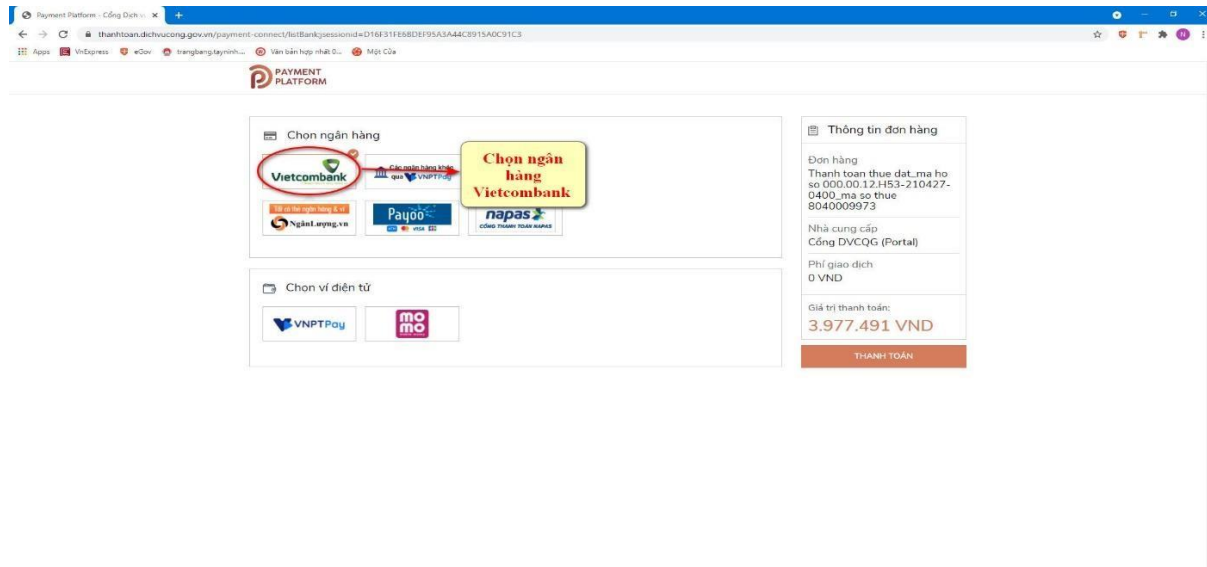 Payment Platform - Cổng Dịch vụ
thanhtoan.dichvucong.gov.vn/payment-connect/listBank;jsessionid=D16F31FE68DEF95A3A44C8915A0C91C3
Apps
VnExpress
eGov
trangbang.tayninh...
Văn bản hợp nhất 0...
Một Cửa
PAYMENT
PLATFORM
Chọn ngân hàng
Vietcombank
Các ngân hàng khác
qua VNPTPay
Chọn ngân
hàng
Vietcombank
NgânLượng.vn
Payoo
VISA
napas
CỔNG THANH TOÁN NAPAS
Chọn ví điện tử
VNPTPay
mo
mo
Thông tin đơn hàng
Đơn hàng
Thanh toan thue dat_ma ho
so 000.00.12.H53-210427-
0400_ma so thue
8040009973
Nhà cung cấp
Cổng DVCQG (Portal)
Phí giao dịch
0 VND
Giá trị thanh toán:
3.977.491 VND
THANH TOÁN